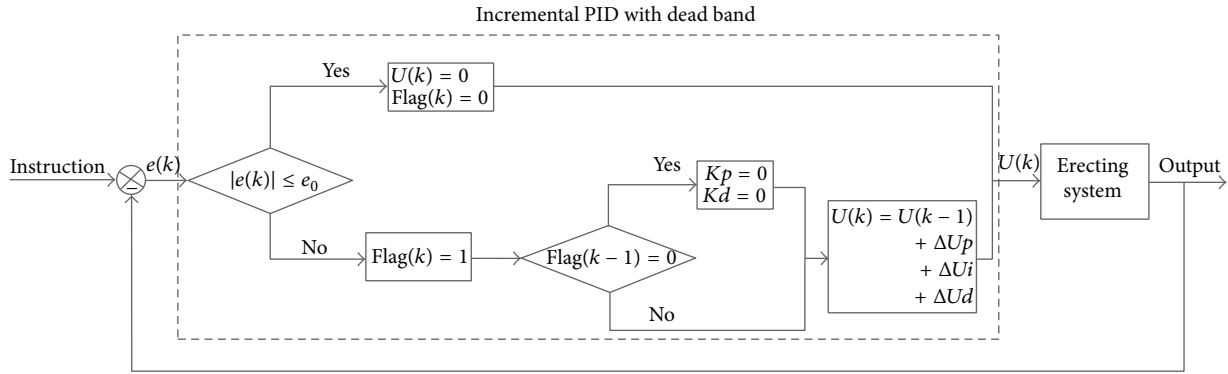 Incremental PID with dead band
Yes
U(k) = 0
Flag(k) = 0
Instruction
−
e(k)
|e(k)| ≤ e₀
No
Flag(k) = 1
Flag(k − 1) = 0
Yes
Kp = 0
Kd = 0
No
U(k) = U(k − 1)
+ ΔUp
+ ΔUi
+ ΔUd
U(k)
Erecting
system
Output